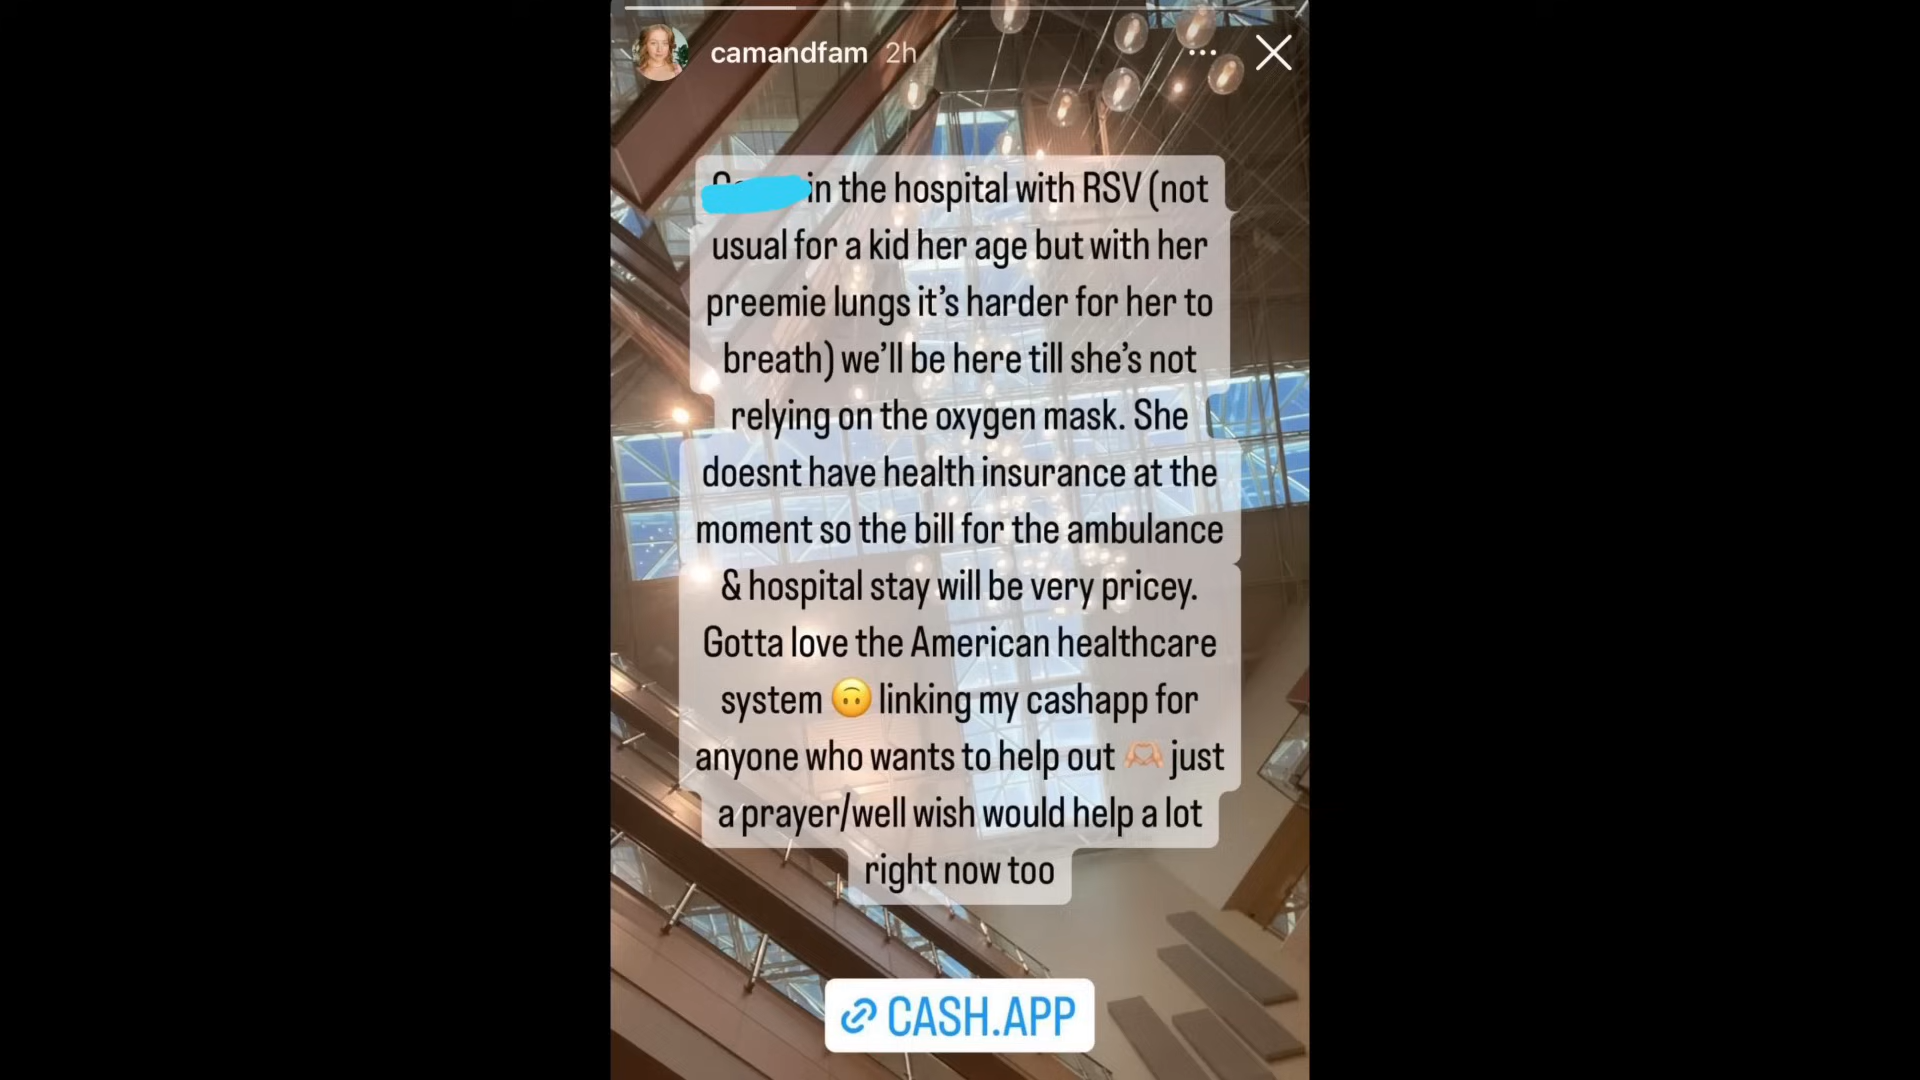 camandfam 2h
in the hospital with RSV (not
usual for a kid her age but with her
preemie lungs it's harder for her to
breath) we'll be here till she's not
relying on the oxygen mask. She
doesnt have health insurance at the
moment so the bill for the ambulance
& hospital stay will be very pricey.
Gotta love the American healthcare
system 🙃 linking my cashapp for
anyone who wants to help out 🫶🏼 just
a prayer/well wish would help a lot
right now too
CASH.APP